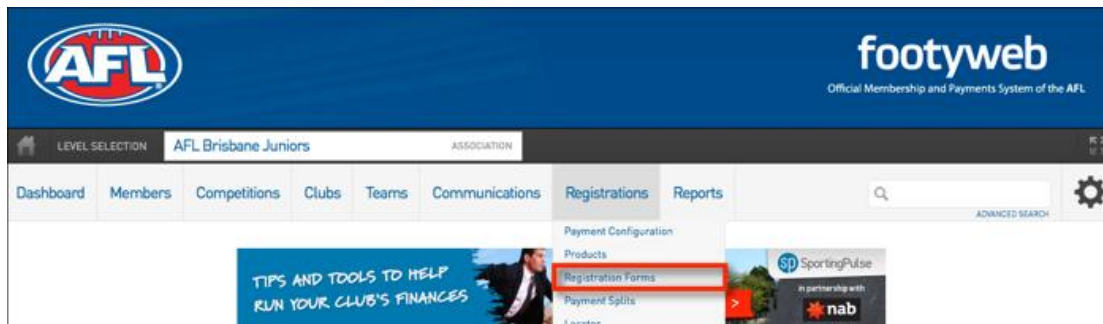 AFL
footyweb
Official Membership and Payments System of the AFL
LEVEL SELECTION AFL Brisbane Juniors ASSOCIATION
Dashboard Members Competitions Clubs Teams Communications Registrations Reports
ADVANCED SEARCH
Payment Configuration
Products
Registration Forms
Payment Splits
Locator
TIPS AND TOOLS TO HELP
RUN YOUR CLUB'S FINANCES
sp SportingPulse
in partnership with
nab